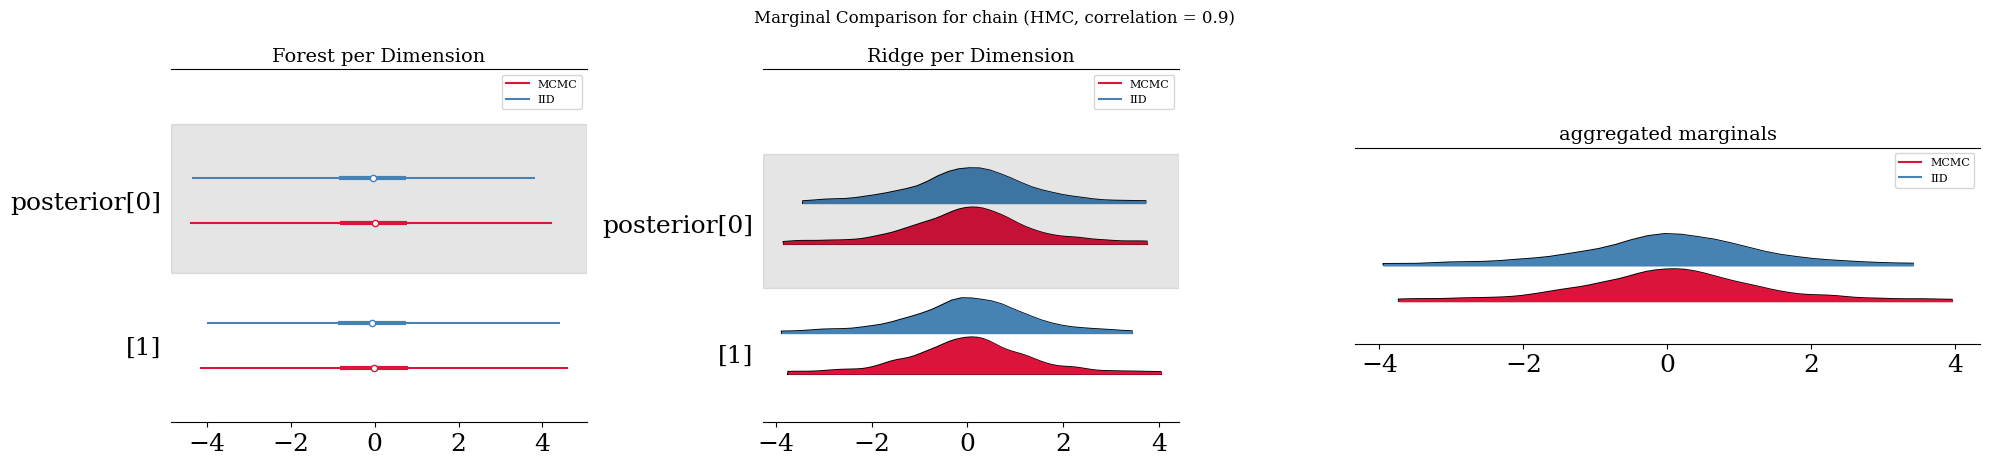 Marginal Comparison for chain (HMC, correlation = 0.9)
Forest per Dimension
MCMC
IID
posterior[0]
[1]
−4 −2 0 2 4
Ridge per Dimension
MCMC
IID
posterior[0]
[1]
−4 −2 0 2 4
aggregated marginals
MCMC
IID
−4 −2 0 2 4